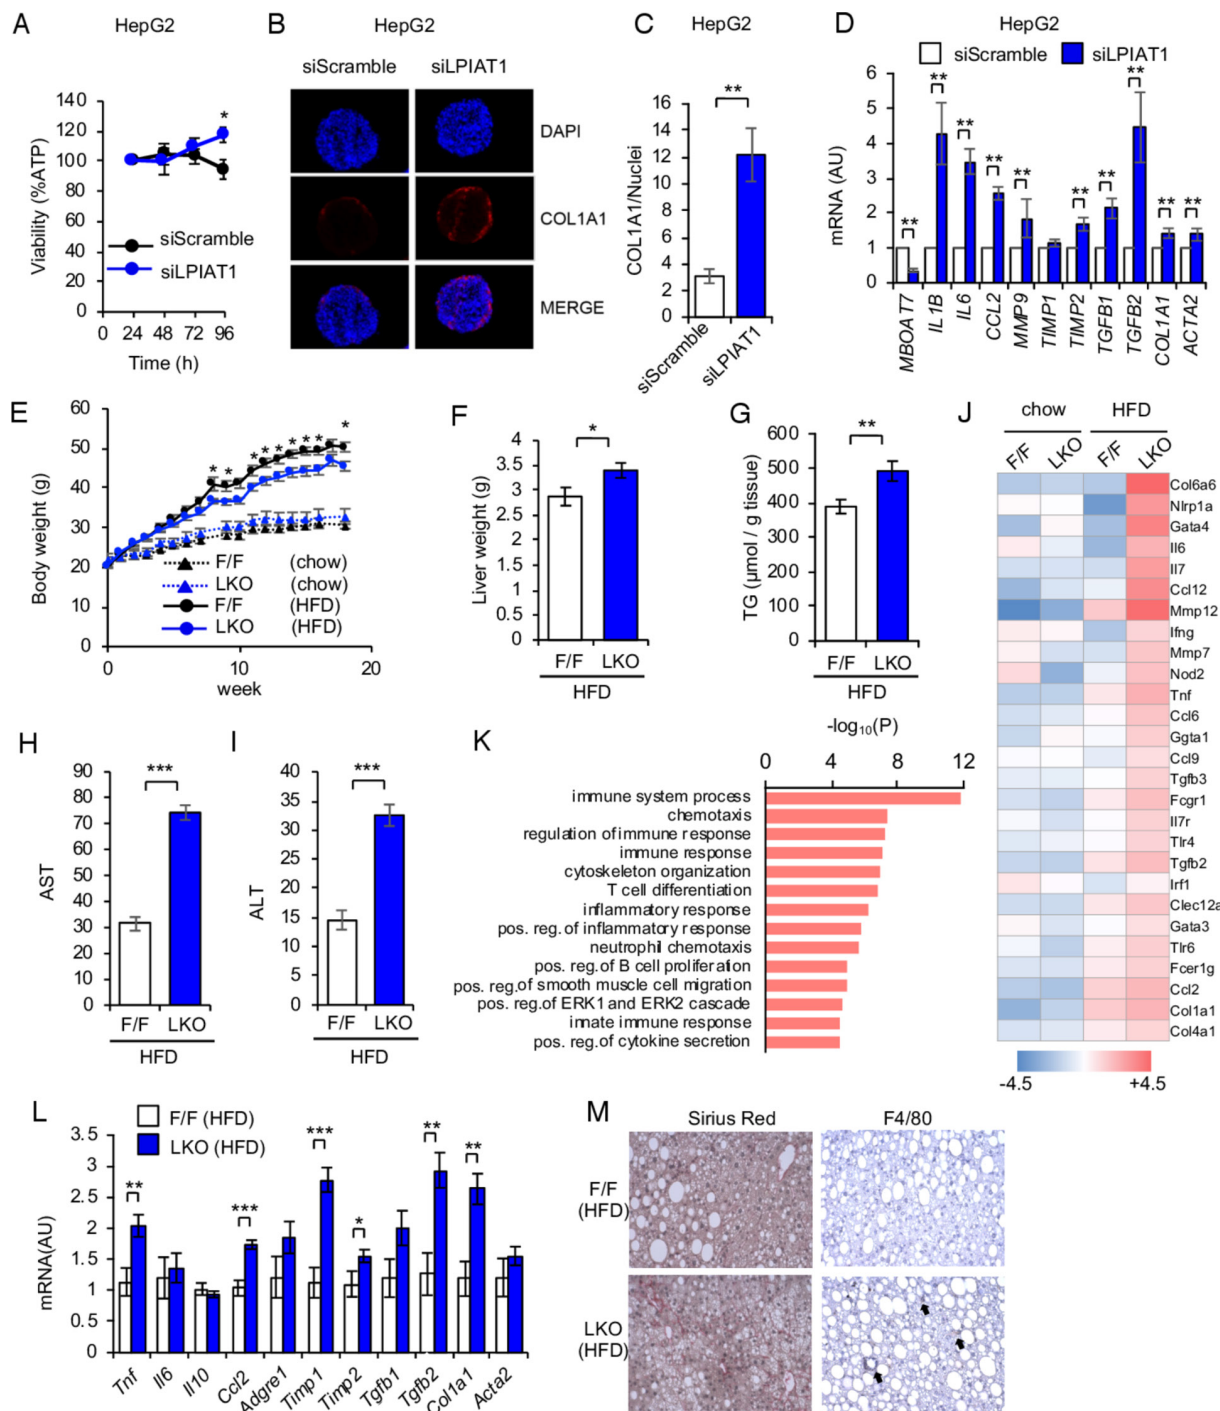 A
HepG2
Viability (%ATP)
140
120
100
80
60
40
20
0
*
siScramble
siLPIAT1
0 24 48 72 96
Time (h)
B
HepG2
siScramble siLPIAT1
DAPI
COL1A1
MERGE
C
HepG2
COL1A1/Nuclei
16
14
12
10
8
6
4
2
0
**
siScramble
siLPIAT1
D
HepG2
siScramble siLPIAT1
mRNA (AU)
6
5
4
3
2
1
0
** ** ** ** ** ** ** ** ** **
MBOAT7
IL1B
IL6
CCL2
MMP9
TIMP1
TIMP2
TGFB1
TGFB2
COL1A1
ACTA2
E
Body weight (g)
60
50
40
30
20
10
0
* * * * * * * * *
F/F (chow)
LKO (chow)
F/F (HFD)
LKO (HFD)
0 10 20
week
F
Liver weight (g)
4
3.5
3
2.5
2
1.5
1
0.5
0
*
F/F LKO
HFD
G
TG (μmol / g tissue)
600
500
400
300
200
100
0
**
F/F LKO
HFD
H
AST
90
80
70
60
50
40
30
20
10
0
***
F/F LKO
HFD
I
ALT
40
35
30
25
20
15
10
5
0
***
F/F LKO
HFD
J
chow HFD
F/F LKO F/F LKO
Col6a6
Nlrp1a
Gata4
Il6
Il7
Ccl12
Mmp12
Ifng
Mmp7
Nod2
Tnf
Ccl6
Ggta1
Ccl9
Tgfb3
Fcgr1
Il7r
Tlr4
Tgfb2
Irf1
Clec12a
Gata3
Tlr6
Fcer1g
Ccl2
Col1a1
Col4a1
-4.5 +4.5
K
-log10(P)
0 4 8 12
immune system process
chemotaxis
regulation of immune response
immune response
cytoskeleton organization
T cell differentiation
inflammatory response
pos. reg.of inflammatory response
neutrophil chemotaxis
pos. reg.of B cell proliferation
pos. reg.of smooth muscle cell migration
pos. reg.of ERK1 and ERK2 cascade
innate immune response
pos. reg.of cytokine secretion
L
F/F (HFD)
LKO (HFD)
mRNA(AU)
3.5
3
2.5
2
1.5
1
0.5
0
** *** *** * ** **
Tnf
Il6
Il10
Ccl2
Adgre1
Timp1
Timp2
Tgfb1
Tgfb2
Col1a1
Acta2
M
Sirius Red F4/80
F/F
(HFD)
LKO
(HFD)